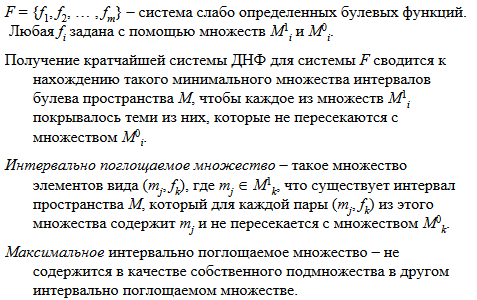 F = {f1, f2, … , fm} – система слабо определенных булевых функций.
Любая fi задана с помощью множеств M1i и M0i.
Получение кратчайшей системы ДНФ для системы F сводится к
нахождению такого минимального множества интервалов
булева пространства M, чтобы каждое из множеств M1i
покрывалось теми из них, которые не пересекаются с
множеством M0i.
Интервально поглощаемое множество – такое множество
элементов вида (mj, fk), где mj ∈ M1k, что существует интервал
пространства M, который для каждой пары (mj, fk) из этого
множества содержит mj и не пересекается с множеством M0k.
Максимальное интервально поглощаемое множество – не
содержится в качестве собственного подмножества в другом
интервально поглощаемом множестве.